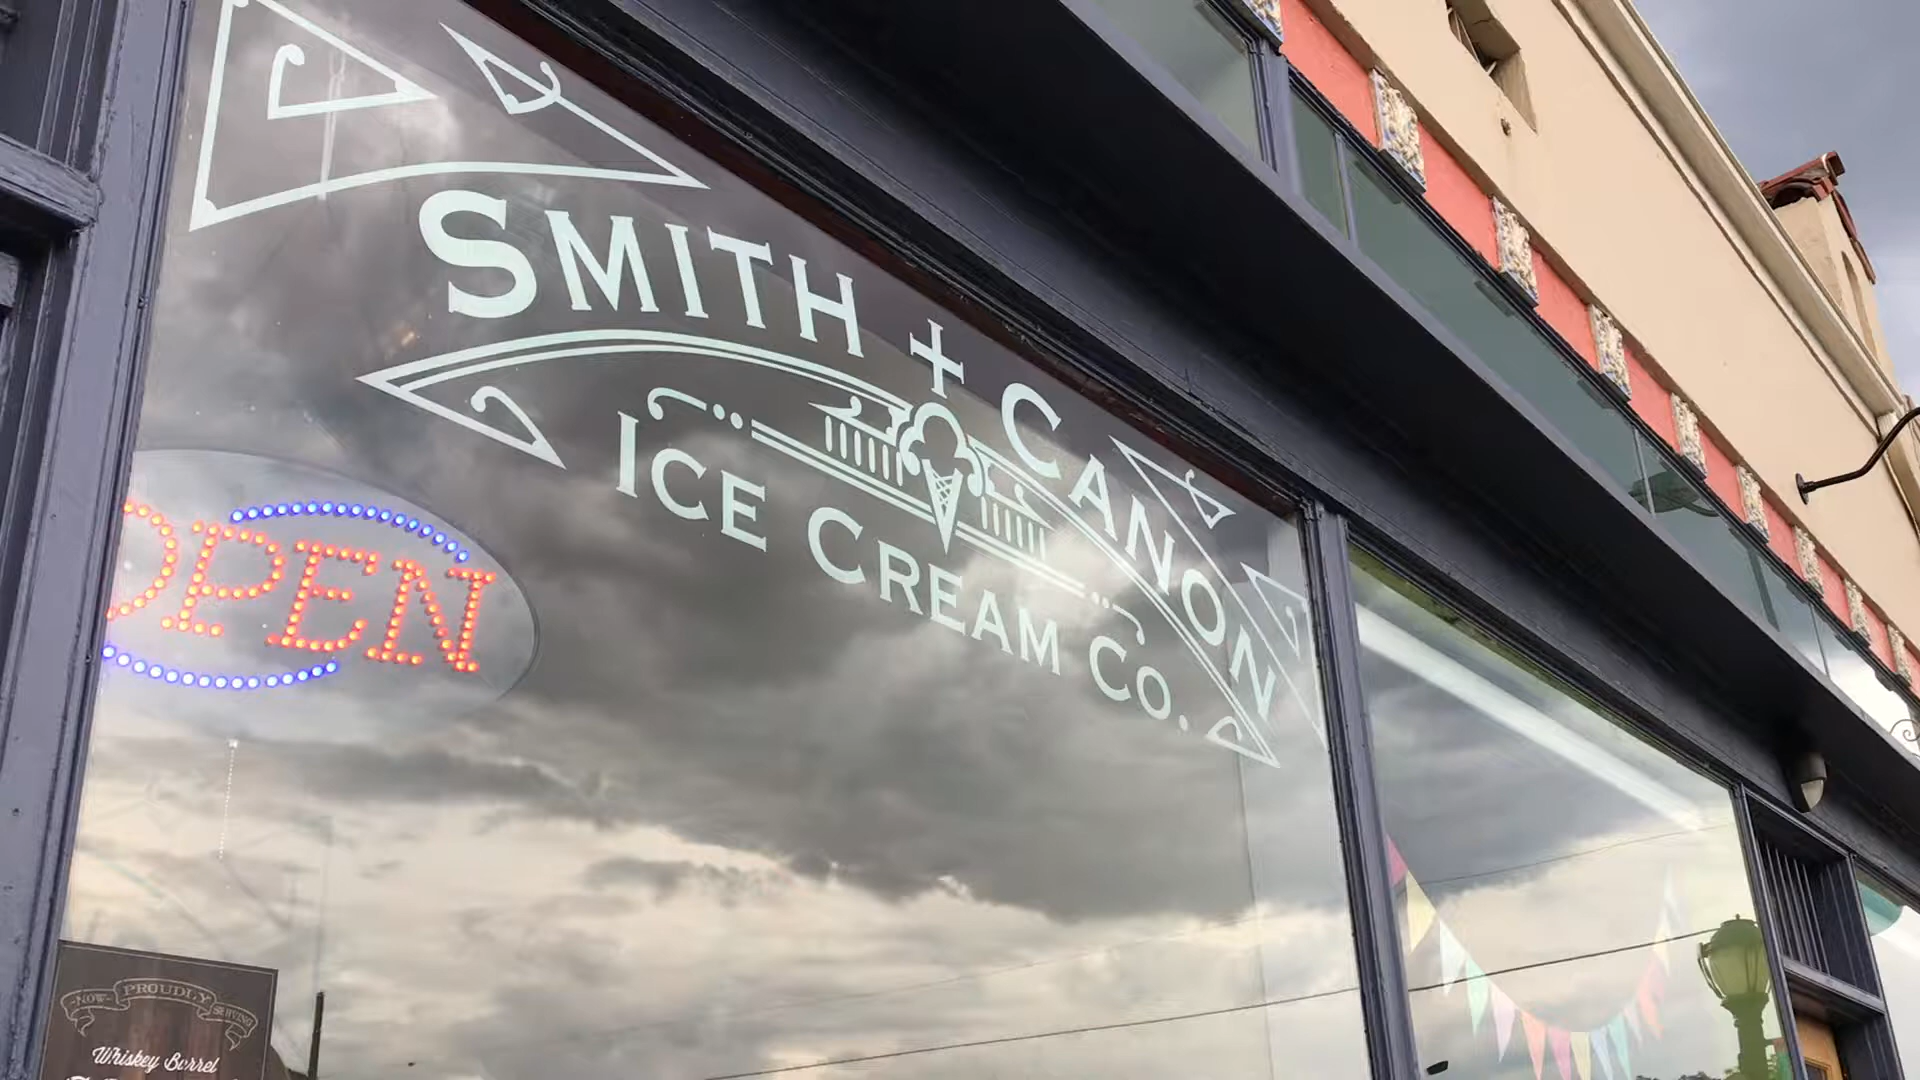 SMITH + CANON
ICE CREAM CO.
OPEN
-NOW- PROUDLY SERVING
Whiskey Barrel